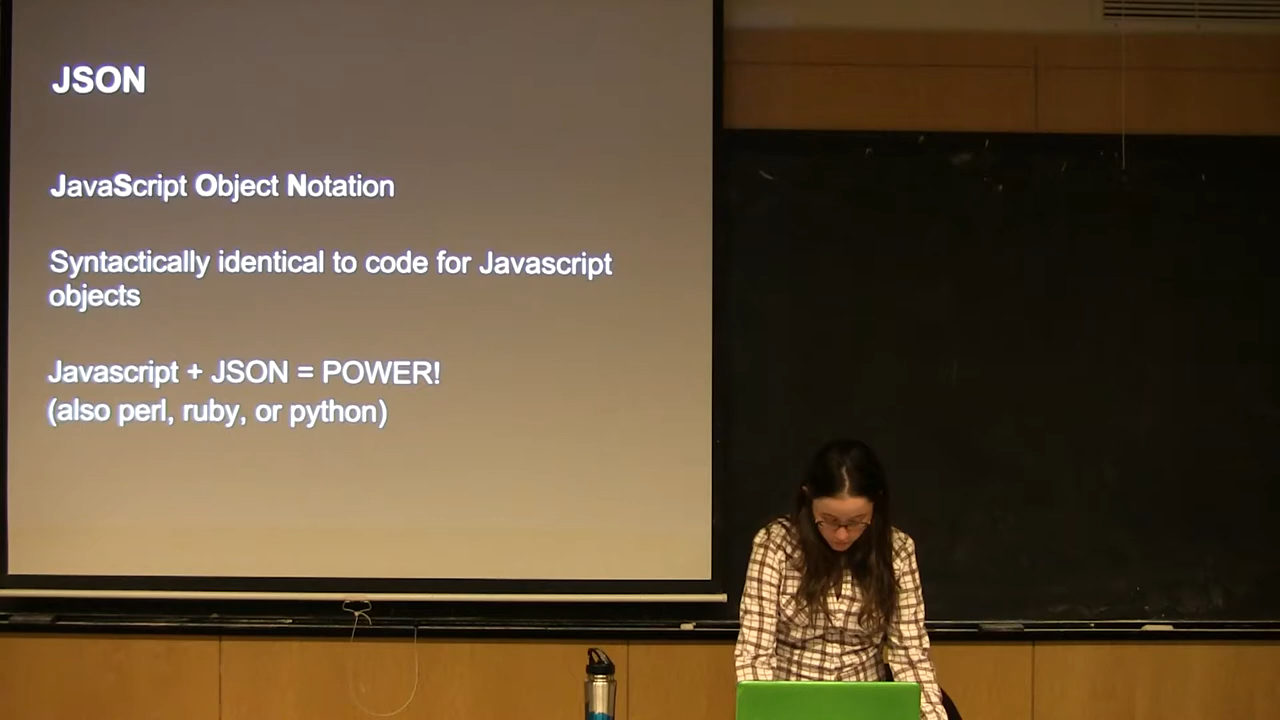 JSON
JavaScript Object Notation
Syntactically identical to code for Javascript
objects
Javascript + JSON = POWER!
(also perl, ruby, or python)